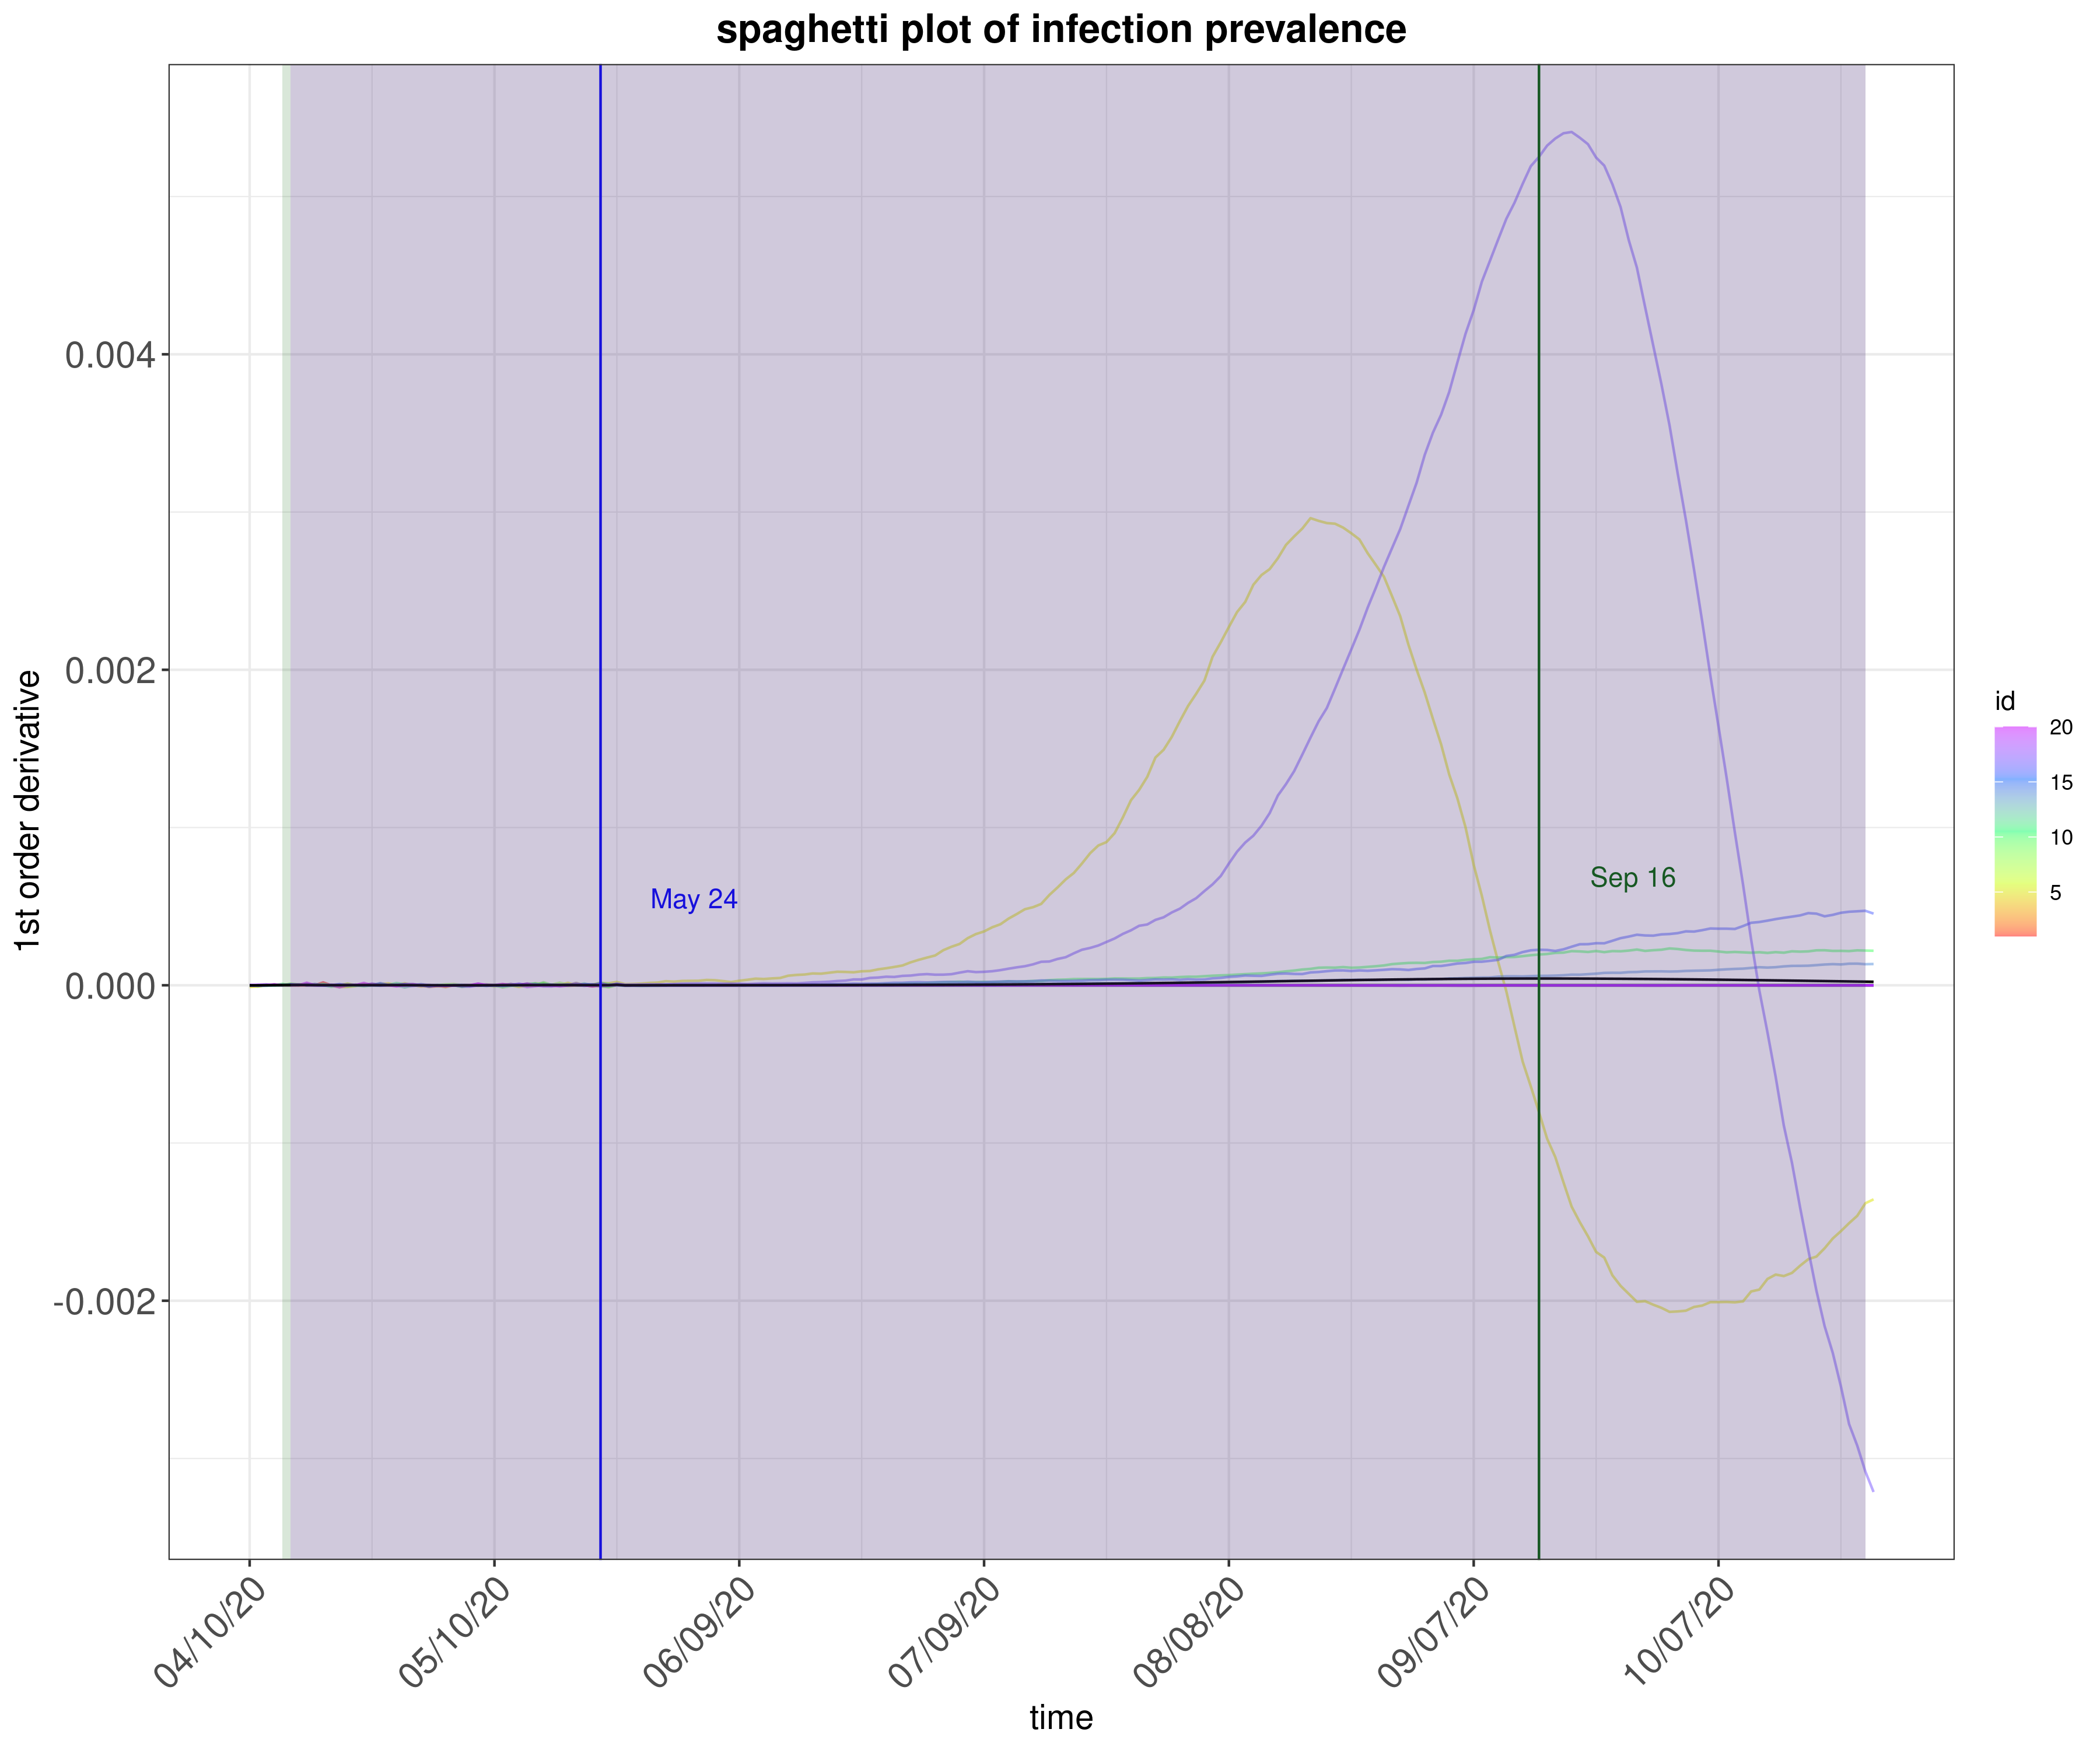 spaghetti plot of infection prevalence
1st order derivative
0.004
0.002
0.000
-0.002
May 24
Sep 16
id
20
15
10
5
04/10/20
05/10/20
06/09/20
07/09/20
08/08/20
09/07/20
10/07/20
time